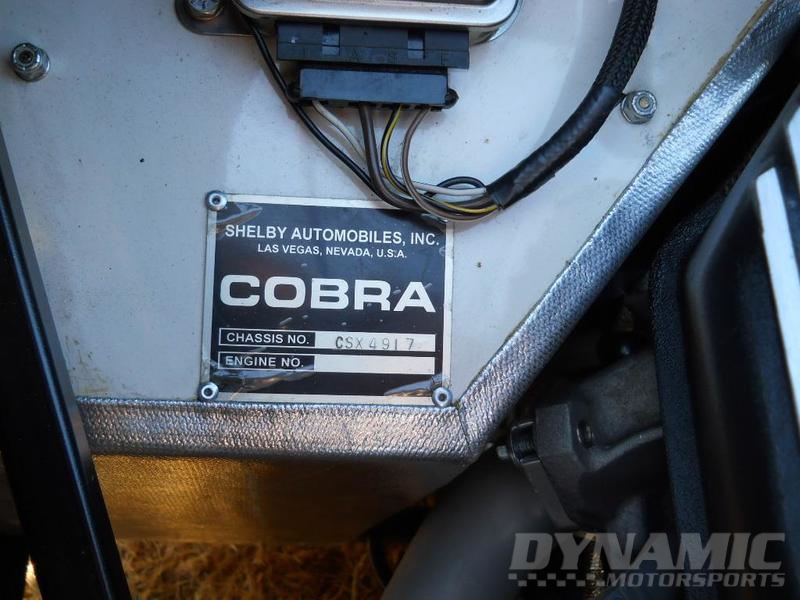 SHELBY AUTOMOBILES, INC.
LAS VEGAS, NEVADA, U.S.A.
COBRA
CHASSIS NO. CSX4917
ENGINE NO.
DYNAMIC
MOTORSPORTS